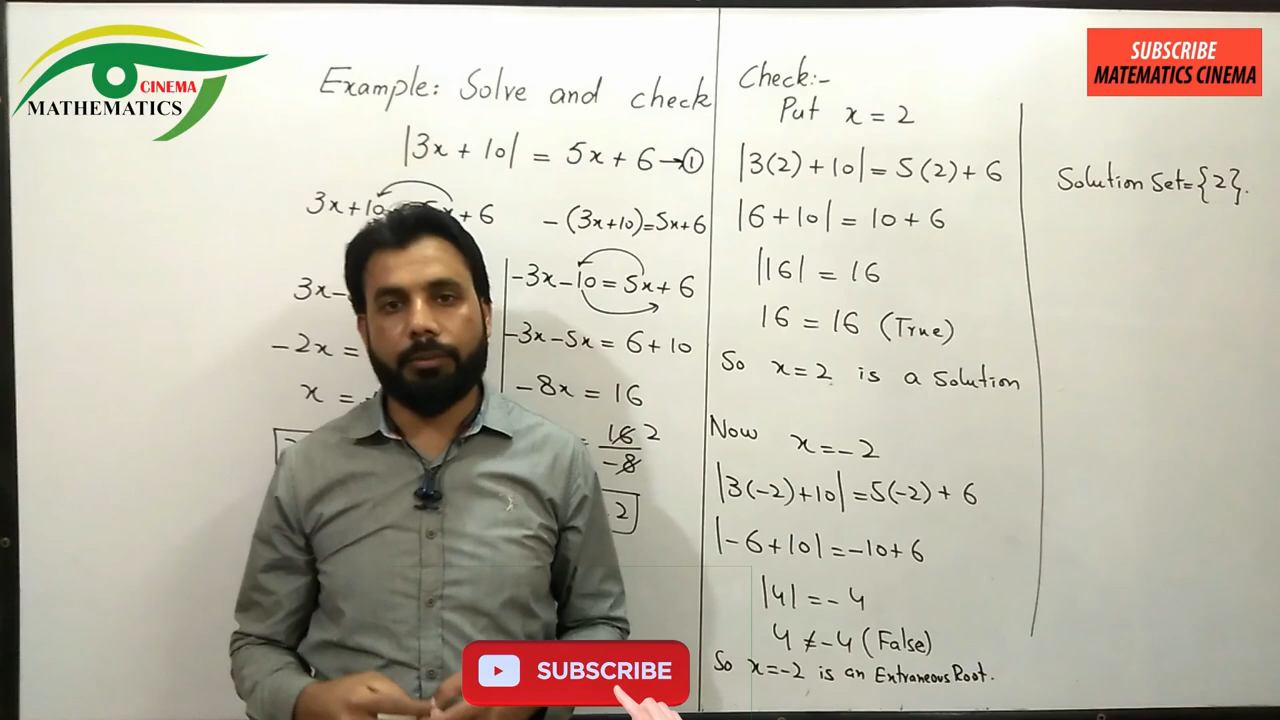 CINEMA
MATHEMATICS
SUBSCRIBE
MATEMATICS CINEMA
Example: Solve and check
|3x + 10| = 5x + 6 → ①
3x + 10 + 6
3x -
-2x =
x =
-(3x+10) = 5x+6
-3x - 10 = 5x + 6
-3x - 5x = 6 + 10
-8x = 16
= 16/-8 2
2
Check:-
Put x = 2
|3(2) + 10| = 5(2) + 6
|6 + 10| = 10 + 6
|16| = 16
16 = 16 (True)
So x = 2 is a Solution
Now x = -2
|3(-2) + 10| = 5(-2) + 6
|-6 + 10| = -10 + 6
|4| = -4
4 ≠ -4 (False)
So x = -2 is an Extraneous Root.
Solution Set = {2}.
SUBSCRIBE